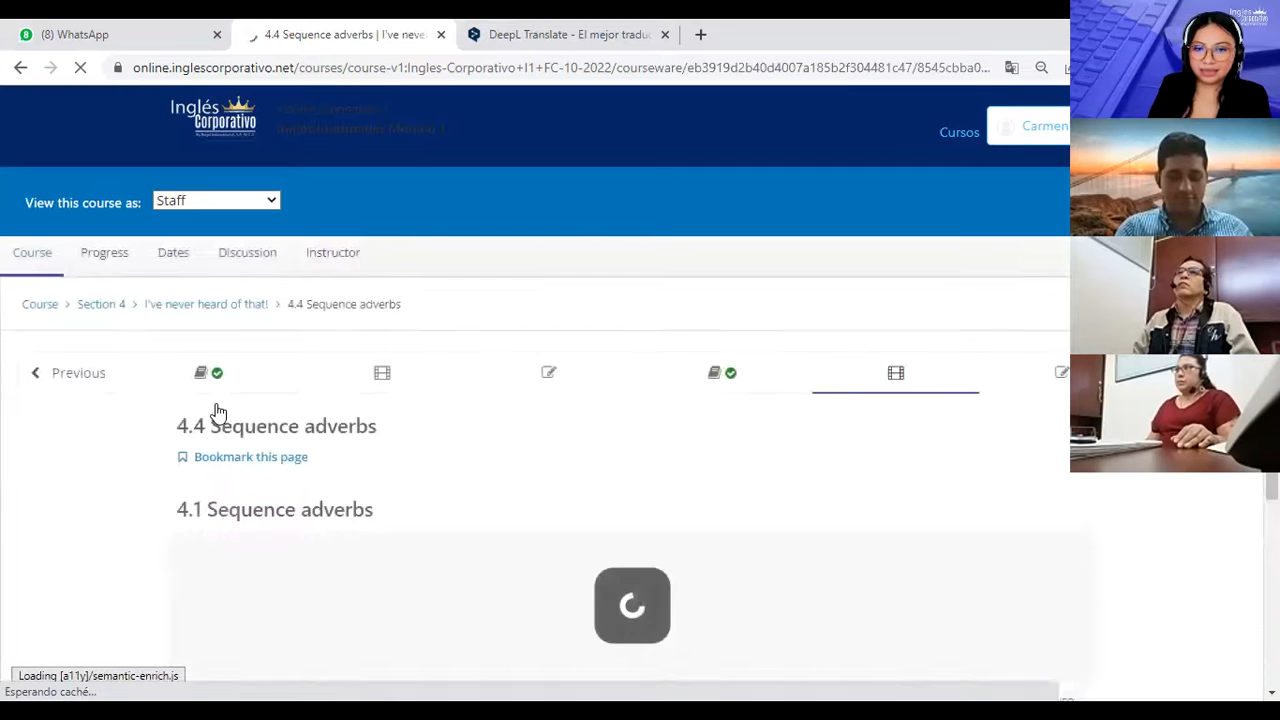 (8) WhatsApp
4.4 Sequence adverbs | I've neve
DeepL Translate - El mejor tradu
online.inglescorporativo.net/courses/course-v1:Ingles-Corporativo+I1+FC-10-2022/courseware/eb3919d2b40d4007a185b2f304481c47/8545cbba0...
Inglés
Corporativo
Cursos
Carmen
View this course as:
Staff
Course
Progress
Dates
Discussion
Instructor
Course > Section 4 > I've never heard of that! > 4.4 Sequence adverbs
Previous
4.4 Sequence adverbs
Bookmark this page
4.1 Sequence adverbs
Loading [a11y]/semantic-enrich.js
Esperando caché...
Inglés
Corporativo